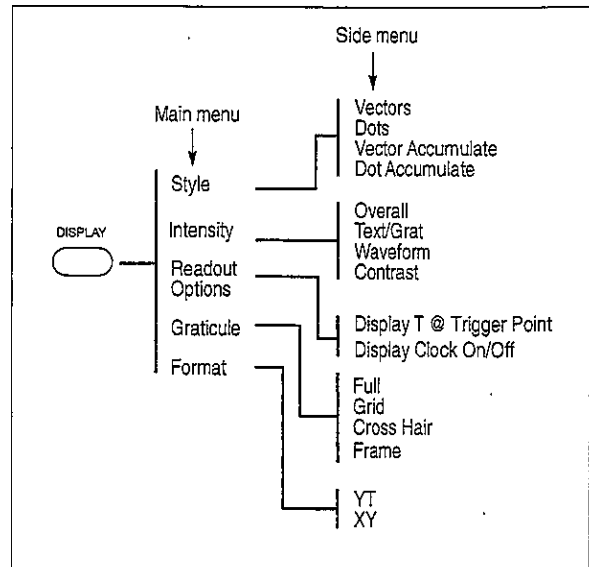 Side menu
Main menu
DISPLAY
Style
Intensity
Readout
Options
Graticule
Format
Vectors
Dots
Vector Accumulate
Dot Accumulate
Overall
Text/Grat
Waveform
Contrast
Display T @ Trigger Point
Display Clock On/Off
Full
Grid
Cross Hair
Frame
YT
XY